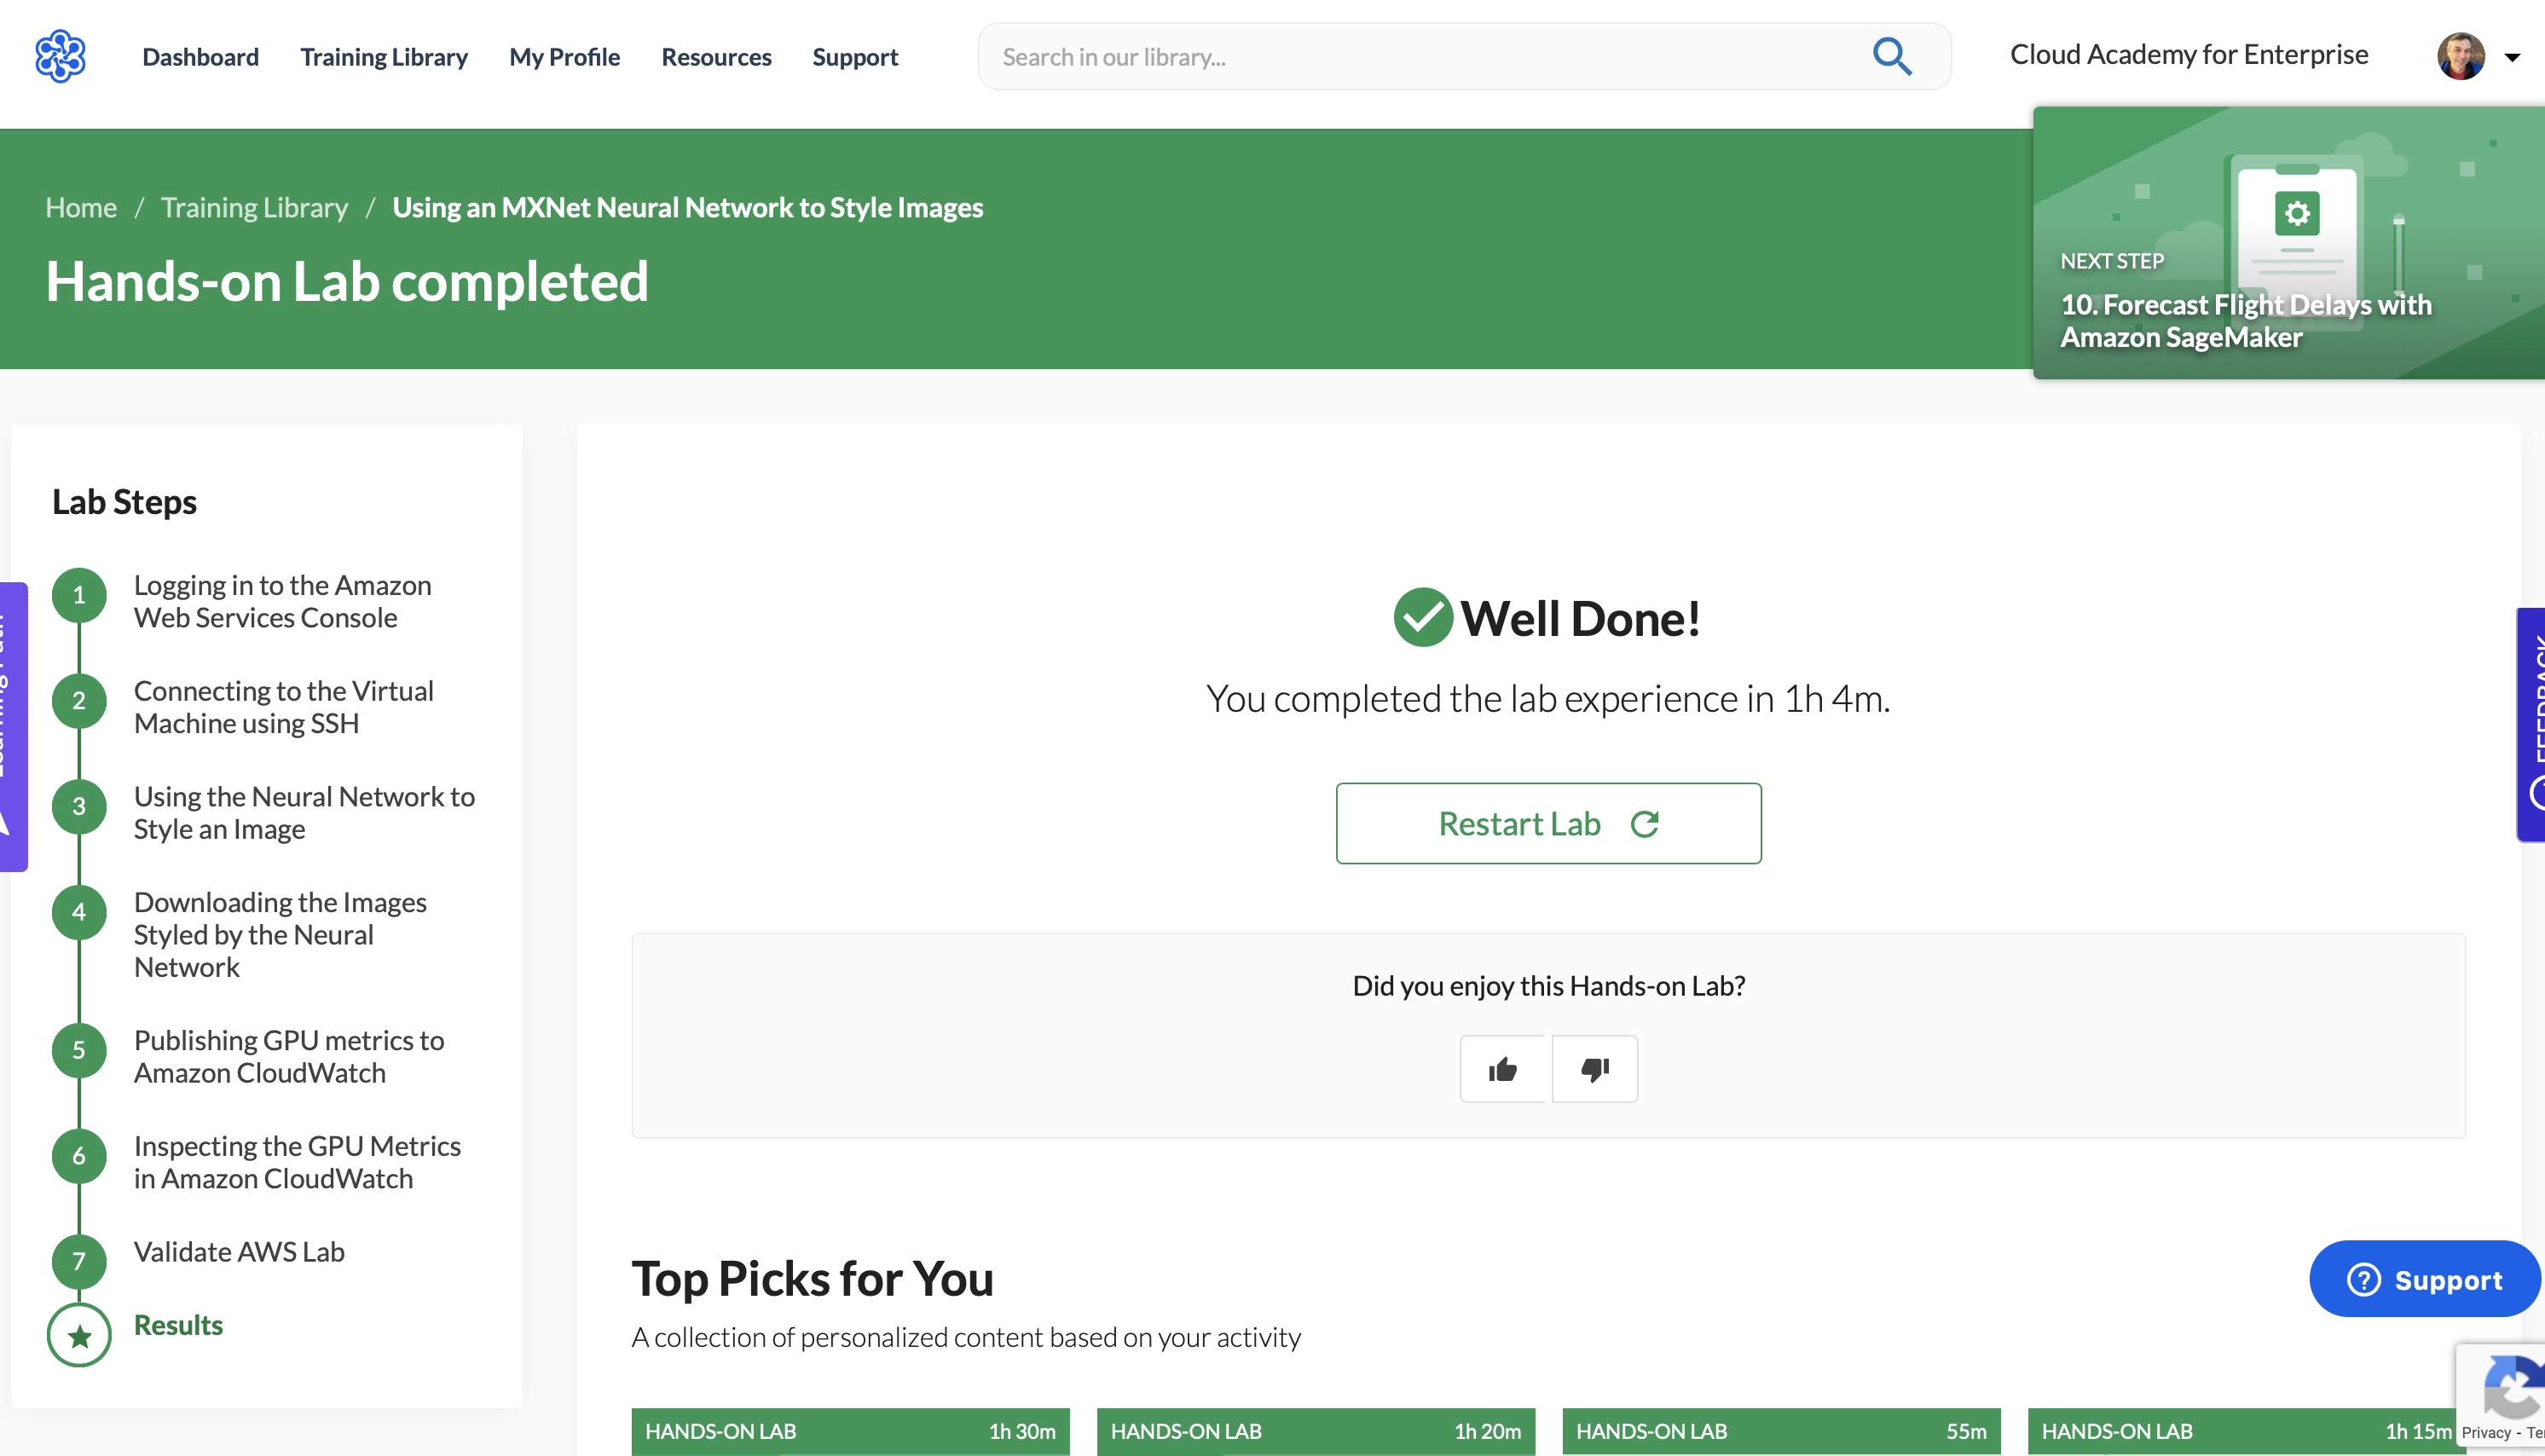 Dashboard
Training Library
My Profile
Resources
Support
Search in our library...
Cloud Academy for Enterprise
Home / Training Library / Using an MXNet Neural Network to Style Images
Hands-on Lab completed
NEXT STEP
10. Forecast Flight Delays with
Amazon SageMaker
Lab Steps
1
Logging in to the Amazon
Web Services Console
2
Connecting to the Virtual
Machine using SSH
3
Using the Neural Network to
Style an Image
4
Downloading the Images
Styled by the Neural
Network
5
Publishing GPU metrics to
Amazon CloudWatch
6
Inspecting the GPU Metrics
in Amazon CloudWatch
7
Validate AWS Lab
Results
Well Done!
You completed the lab experience in 1h 4m.
Restart Lab
Did you enjoy this Hands-on Lab?
FEEDBACK
Top Picks for You
A collection of personalized content based on your activity
Support
HANDS-ON LAB 1h 30m
HANDS-ON LAB 1h 20m
HANDS-ON LAB 55m
HANDS-ON LAB 1h 15m
Privacy -